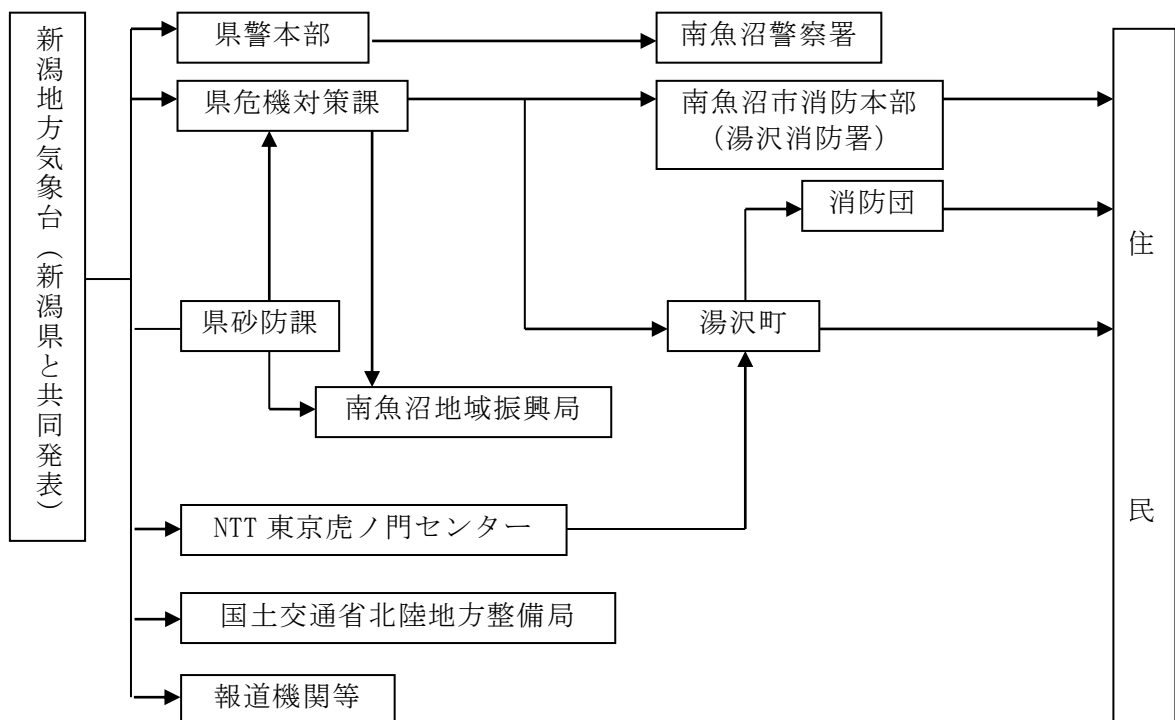 新潟地方気象台（新潟県と共同発表）
県警本部
南魚沼警察署
県危機対策課
南魚沼市消防本部
（湯沢消防署）
消防団
県砂防課
湯沢町
南魚沼地域振興局
NTT 東京虎ノ門センター
国土交通省北陸地方整備局
報道機関等
住民